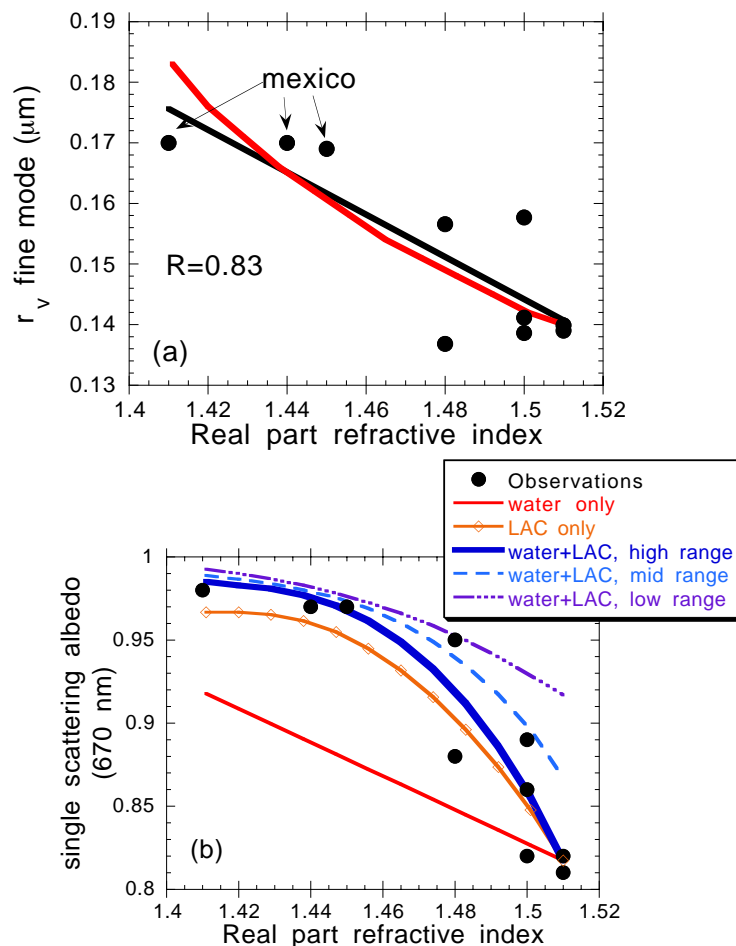 0.19
0.18
0.17
0.16
0.15
0.14
0.13
r_v fine mode (μm)
mexico
R=0.83
(a)
1.4 1.42 1.44 1.46 1.48 1.5 1.52
Real part refractive index
Observations
water only
LAC only
water+LAC, high range
water+LAC, mid range
water+LAC, low range
1
0.95
0.9
0.85
0.8
single scattering albedo
(670 nm)
(b)
1.4 1.42 1.44 1.46 1.48 1.5 1.52
Real part refractive index